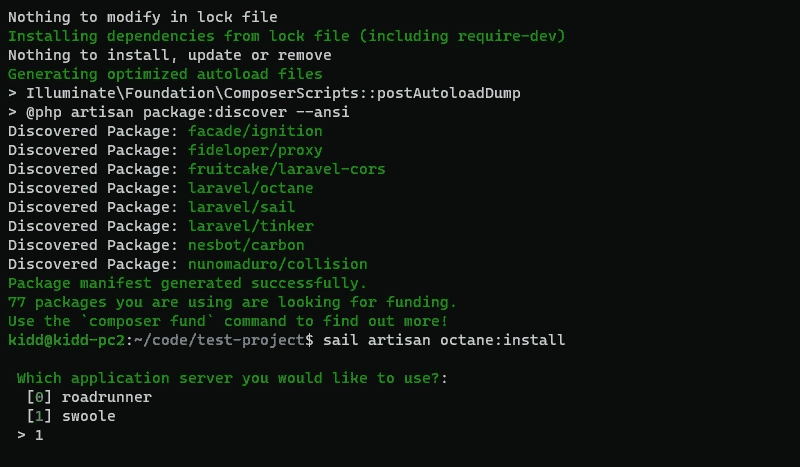 Nothing to modify in lock file
Installing dependencies from lock file (including require-dev)
Nothing to install, update or remove
Generating optimized autoload files
> Illuminate\Foundation\ComposerScripts::postAutoloadDump
> @php artisan package:discover --ansi
Discovered Package: facade/ignition
Discovered Package: fideloper/proxy
Discovered Package: fruitcake/laravel-cors
Discovered Package: laravel/octane
Discovered Package: laravel/sail
Discovered Package: laravel/tinker
Discovered Package: nesbot/carbon
Discovered Package: nunomaduro/collision
Package manifest generated successfully.
77 packages you are using are looking for funding.
Use the `composer fund` command to find out more!
kidd@kidd-pc2:~/code/test-project$ sail artisan octane:install
Which application server you would like to use?:
[0] roadrunner
[1] swoole
> 1